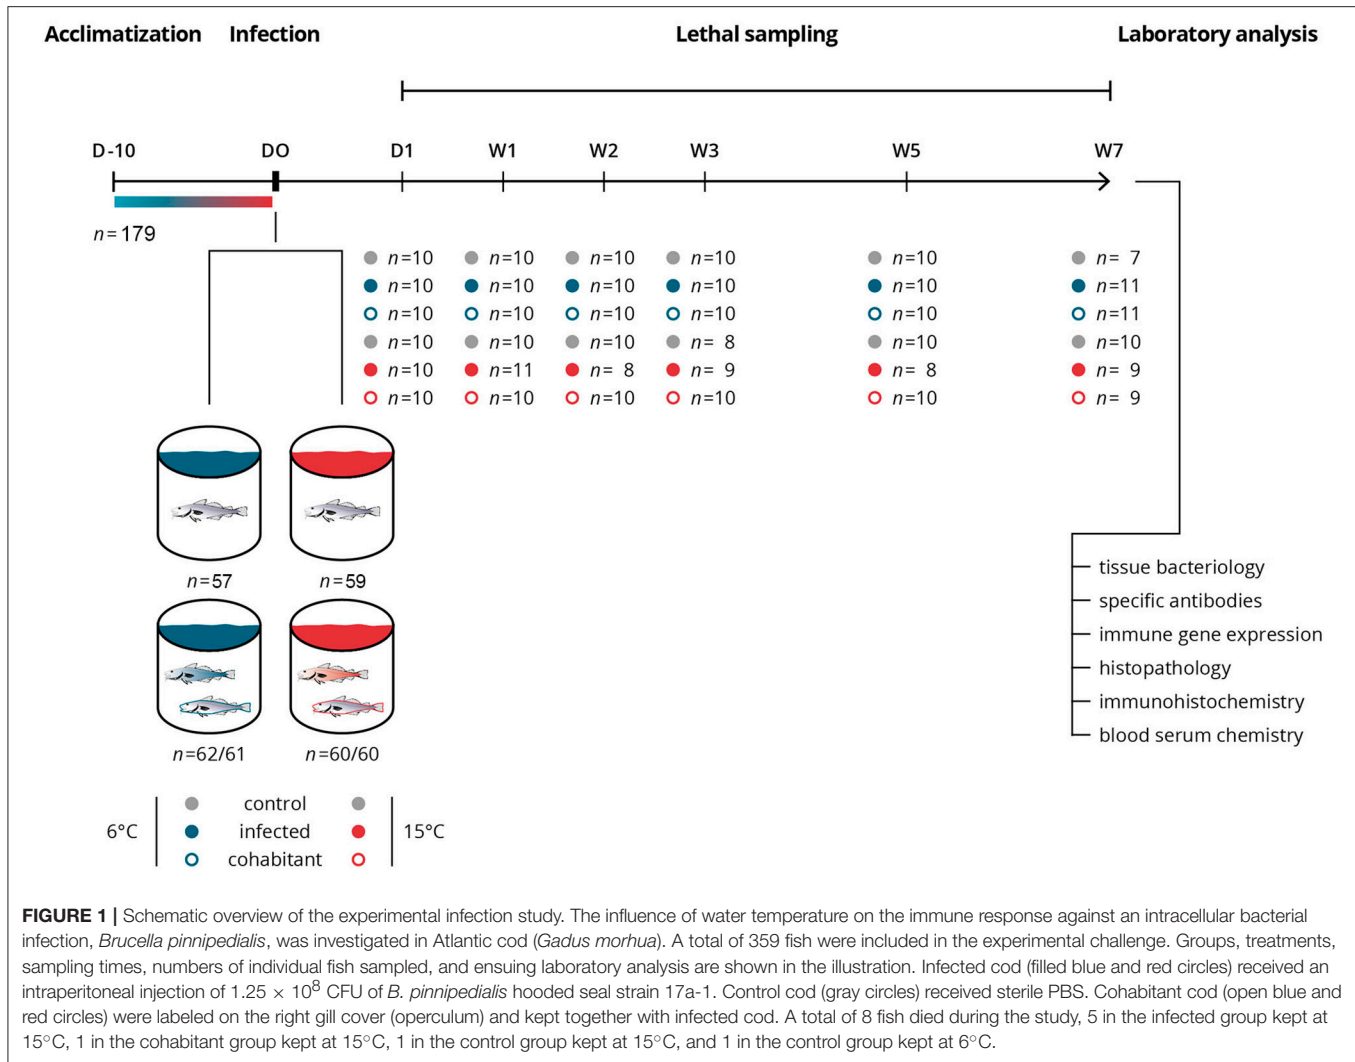 Acclimatization Infection Lethal sampling Laboratory analysis
D-10 DO D1 W1 W2 W3 W5 W7
n=179
n=10 n=10 n=10 n=10 n=10 n= 7
n=10 n=10 n=10 n=10 n=10 n=11
n=10 n=10 n=10 n=10 n=10 n=11
n=10 n=10 n=10 n= 8 n=10 n=10
n=10 n=11 n= 8 n= 9 n= 8 n= 9
n=10 n=10 n=10 n=10 n=10 n= 9
n=57 n=59
n=62/61 n=60/60
tissue bacteriology
specific antibodies
immune gene expression
histopathology
immunohistochemistry
blood serum chemistry
control
6°C infected 15°C
cohabitant
FIGURE 1 | Schematic overview of the experimental infection study. The influence of water temperature on the immune response against an intracellular bacterial
infection, Brucella pinnipedialis, was investigated in Atlantic cod (Gadus morhua). A total of 359 fish were included in the experimental challenge. Groups, treatments,
sampling times, numbers of individual fish sampled, and ensuing laboratory analysis are shown in the illustration. Infected cod (filled blue and red circles) received an
intraperitoneal injection of 1.25 × 10⁸ CFU of B. pinnipedialis hooded seal strain 17a-1. Control cod (gray circles) received sterile PBS. Cohabitant cod (open blue and
red circles) were labeled on the right gill cover (operculum) and kept together with infected cod. A total of 8 fish died during the study, 5 in the infected group kept at
15°C, 1 in the cohabitant group kept at 15°C, 1 in the control group kept at 15°C, and 1 in the control group kept at 6°C.